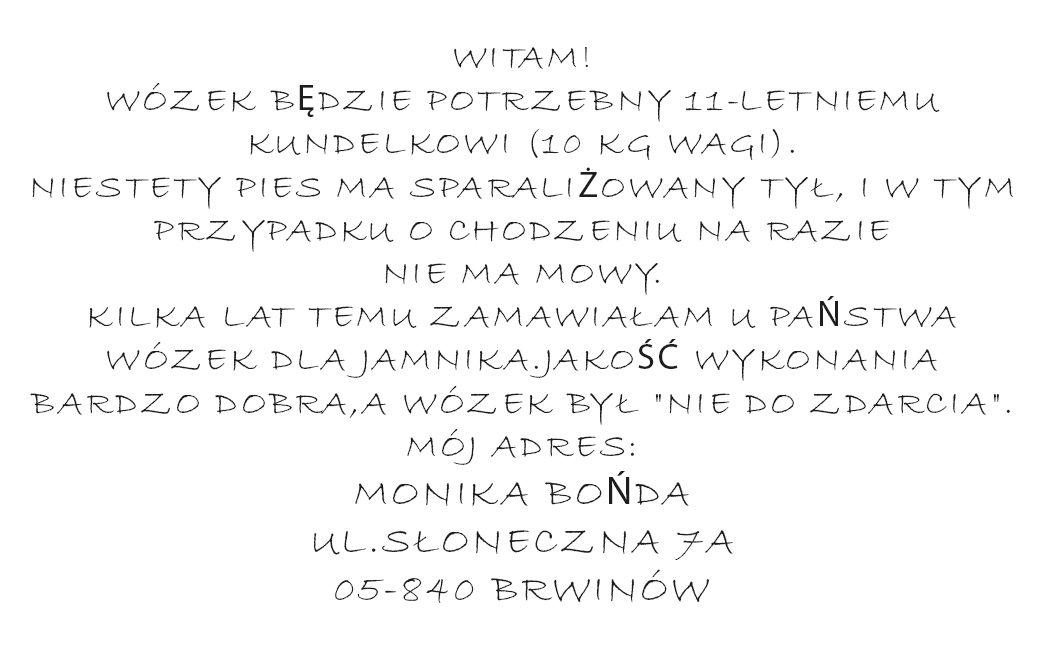 WITAM!
WÓZEK BĘDZIE POTRZEBNY 11-LETNIEMU
KUNDELKOWI (10 KG WAGI).
NIESTETY PIES MA SPARALIŻOWANY TYŁ, I W TYM
PRZYPADKU O CHODZENIU NA RAZIE
NIE MA MOWY.
KILKA LAT TEMU ZAMAWIAŁAM U PAŃSTWA
WÓZEK DLA JAMNIKA.JAKOŚĆ WYKONANIA
BARDZO DOBRA,A WÓZEK BYŁ "NIE DO ZDARCIA".
MÓJ ADRES:
MONIKA BOŃDA
UL.SŁONECZNA 7A
05-840 BRWINÓW